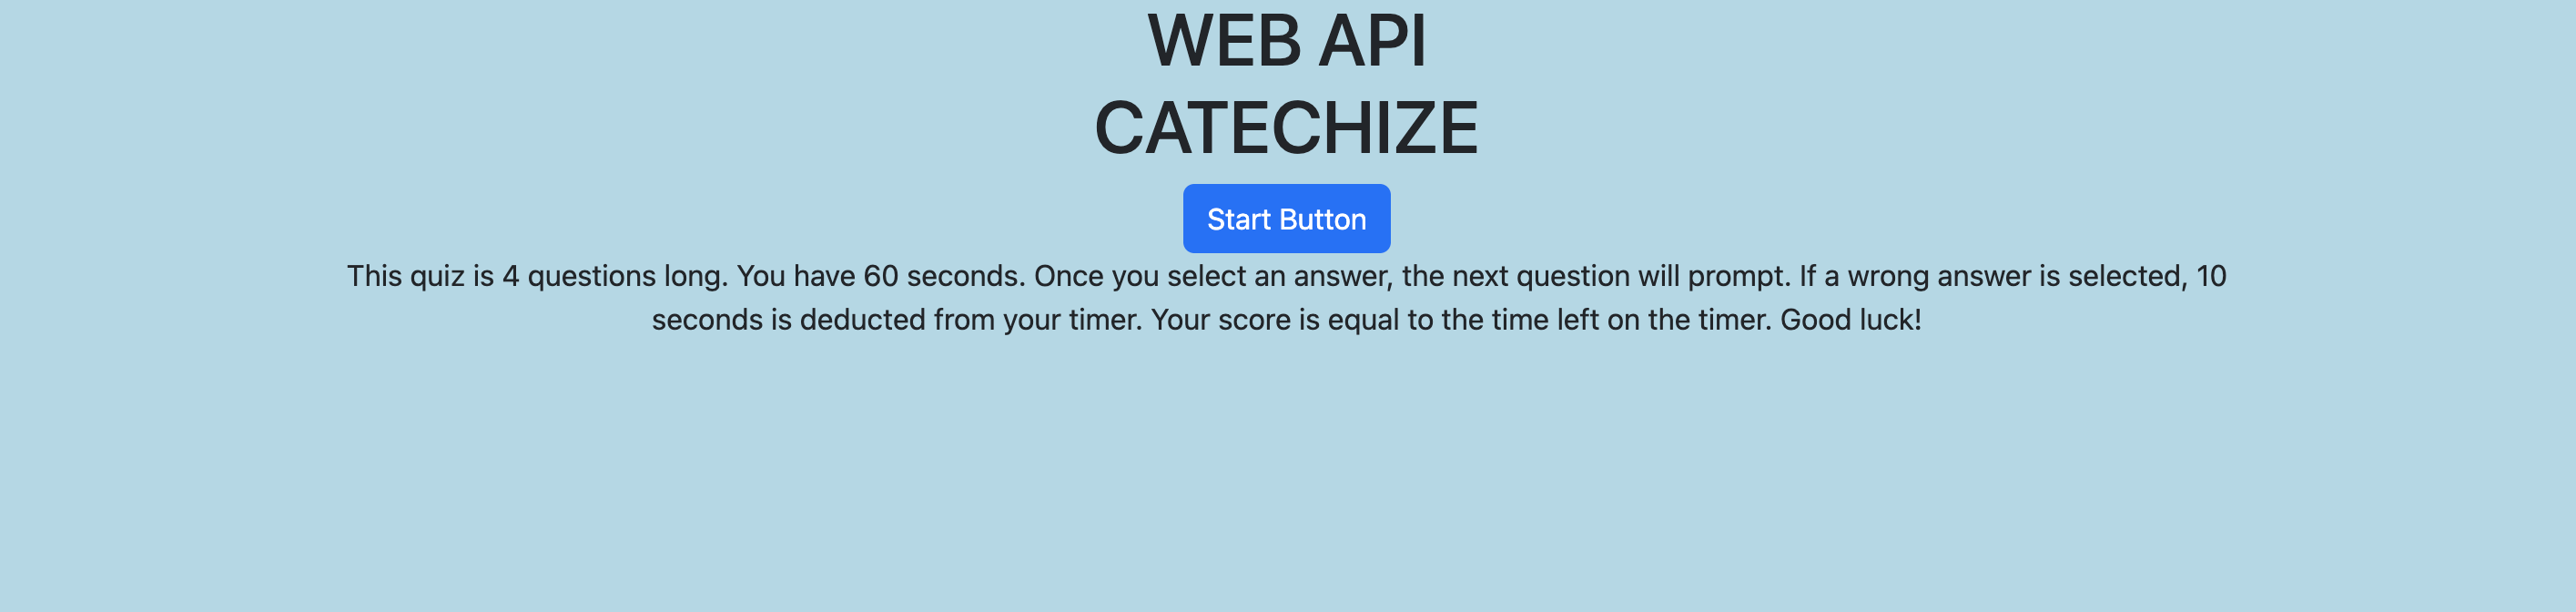 WEB API
CATECHIZE
Start Button
This quiz is 4 questions long. You have 60 seconds. Once you select an answer, the next question will prompt. If a wrong answer is selected, 10
seconds is deducted from your timer. Your score is equal to the time left on the timer. Good luck!